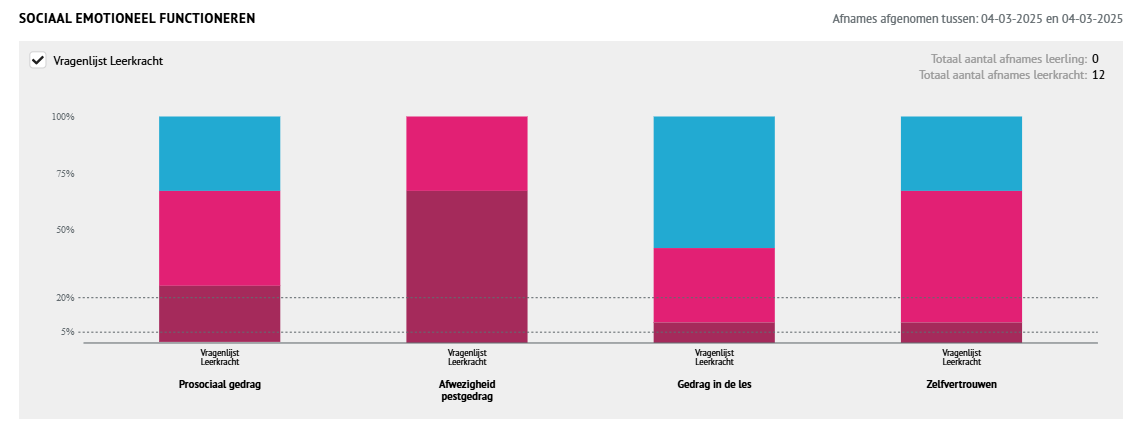 SOCIAAL EMOTIONEEL FUNCTIONEREN
Afnames afgenomen tussen: 04-03-2025 en 04-03-2025
Vragenlijst Leerkracht
Totaal aantal afnames leerling: 0
Totaal aantal afnames leerkracht: 12
100%
75%
50%
20%
5%
Vragenlijst
Leerkracht
Prosociaal gedrag
Vragenlijst
Leerkracht
Afwezigheid
pestgedrag
Vragenlijst
Leerkracht
Gedrag in de les
Vragenlijst
Leerkracht
Zelfvertrouwen